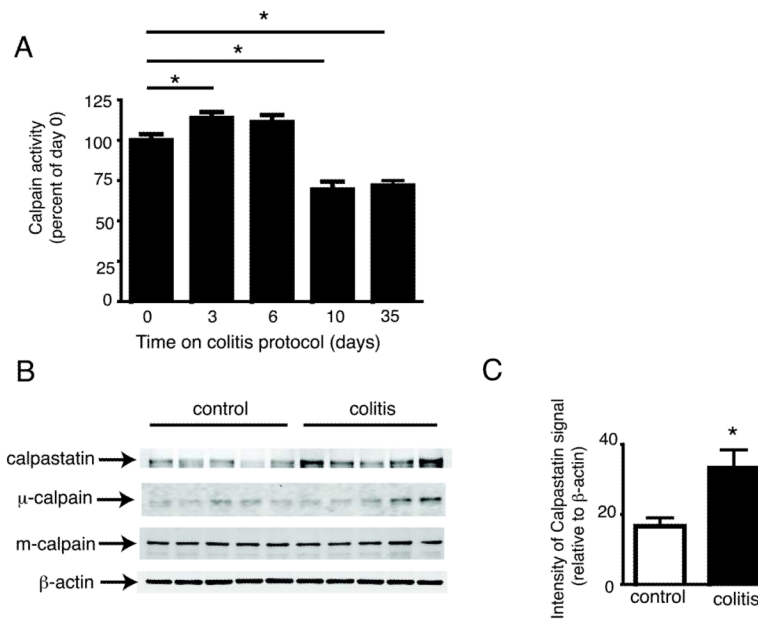 A
*
*
*
Calpain activity
(percent of day 0)
125
100
75
50
25
0
0 3 6 10 35
Time on colitis protocol (days)
B
control colitis
calpastatin
μ-calpain
m-calpain
β-actin
C
Intensity of Calpastatin signal
(relative to β-actin)
40
20
0
*
control colitis